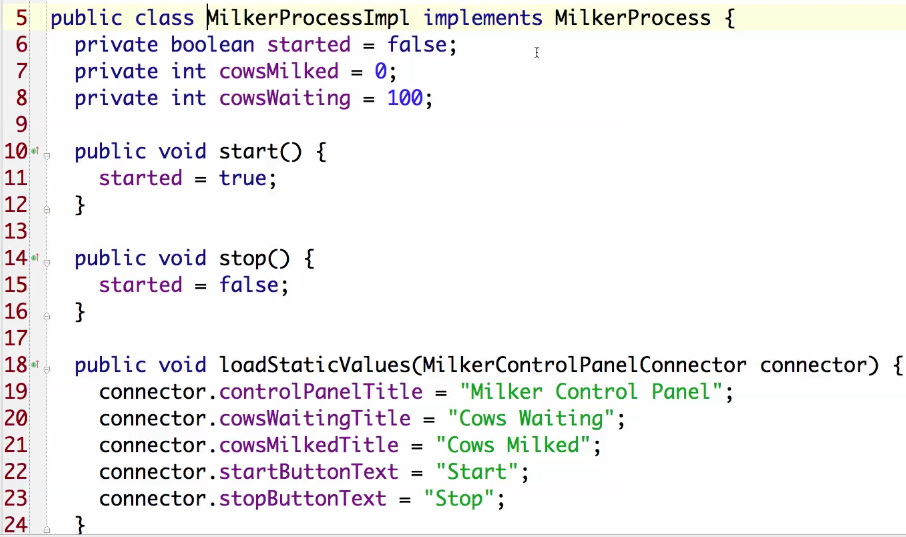 5 public class MilkerProcessImpl implements MilkerProcess {
6   private boolean started = false;
7   private int cowsMilked = 0;
8   private int cowsWaiting = 100;
9
10   public void start() {
11     started = true;
12   }
13
14   public void stop() {
15     started = false;
16   }
17
18   public void loadStaticValues(MilkerControlPanelConnector connector) {
19     connector.controlPanelTitle = "Milker Control Panel";
20     connector.cowsWaitingTitle = "Cows Waiting";
21     connector.cowsMilkedTitle = "Cows Milked";
22     connector.startButtonText = "Start";
23     connector.stopButtonText = "Stop";
24   }